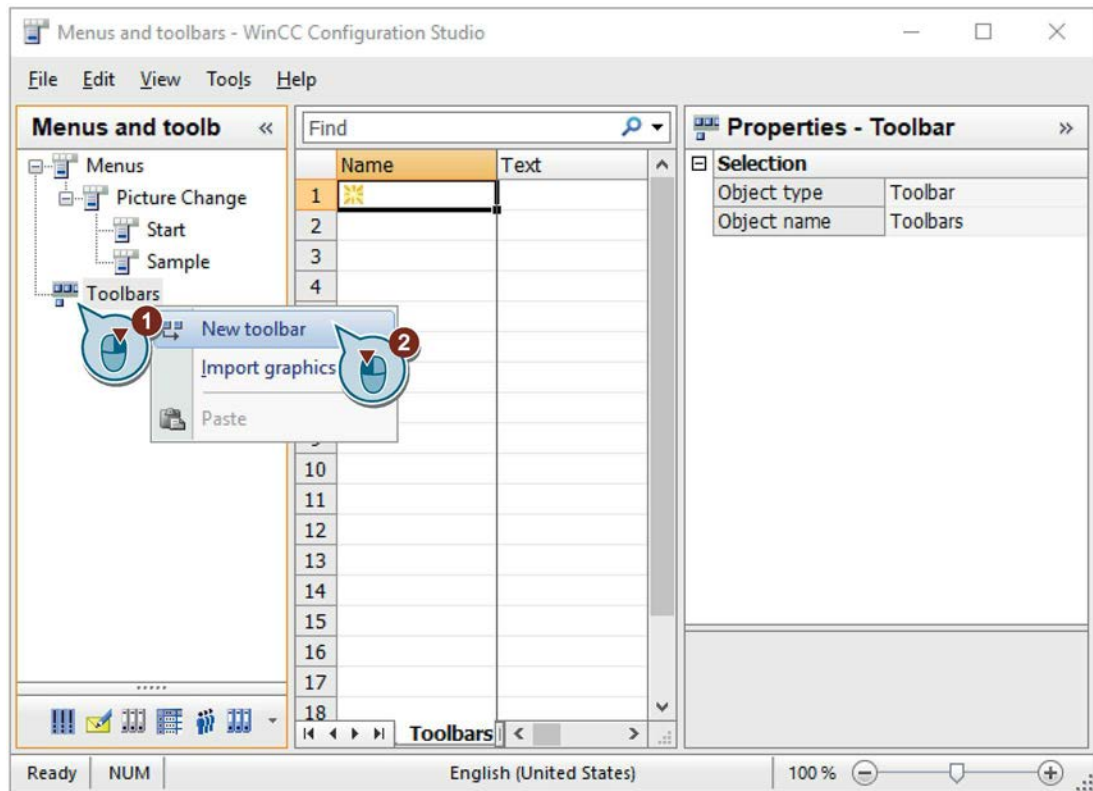 Menus and toolbars - WinCC Configuration Studio
File Edit View Tools Help
Menus and toolb «
Menus
Picture Change
Start
Sample
Toolbars
1
New toolbar
2
Import graphics
Paste
Find
Name Text
1
2
3
4
10
11
12
13
14
15
16
17
18
Toolbars
Properties - Toolbar »
Selection
Object type Toolbar
Object name Toolbars
Ready NUM English (United States) 100 %